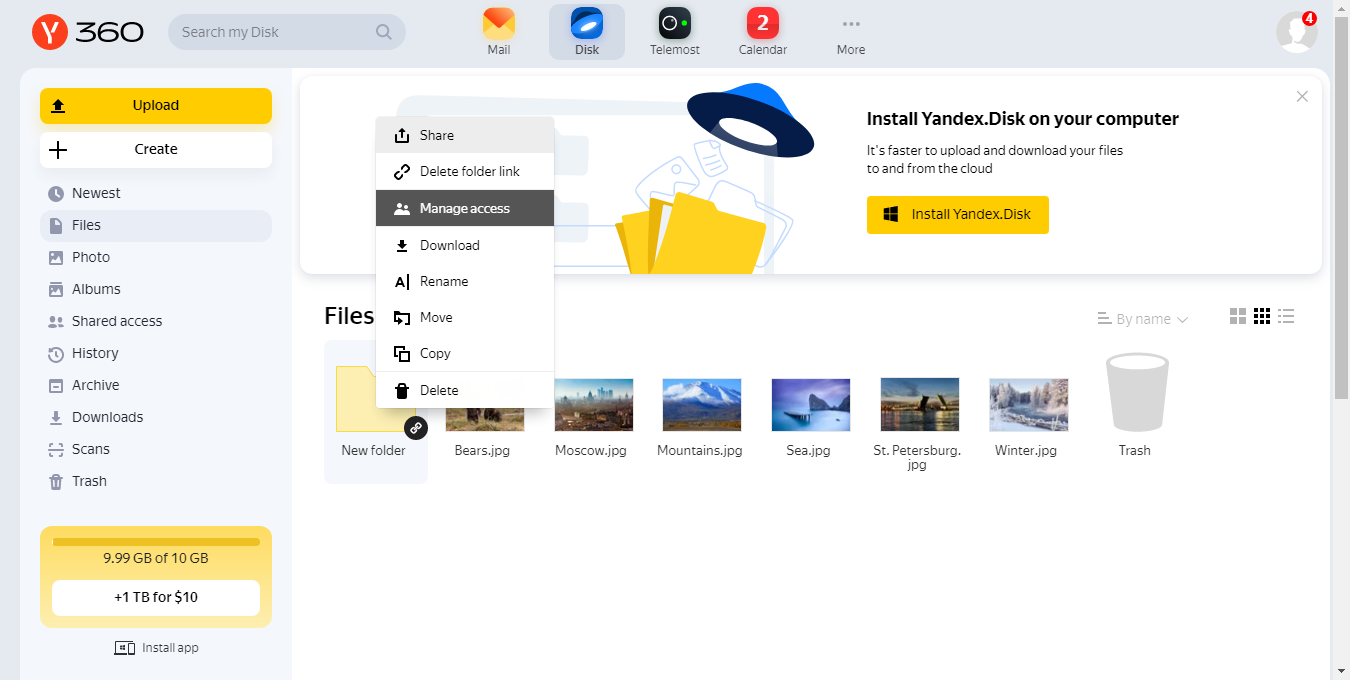 Y 360
Search my Disk
Mail
Disk
Telemost
2
Calendar
More
4
Upload
Create
Newest
Files
Photo
Albums
Shared access
History
Archive
Downloads
Scans
Trash
9.99 GB of 10 GB
+1 TB for $10
Install app
Install Yandex.Disk on your computer
It's faster to upload and download your files
to and from the cloud
Install Yandex.Disk
Share
Delete folder link
Manage access
Download
Rename
Move
Copy
Delete
Files
By name
New folder
Bears.jpg
Moscow.jpg
Mountains.jpg
Sea.jpg
St. Petersburg.
jpg
Winter.jpg
Trash